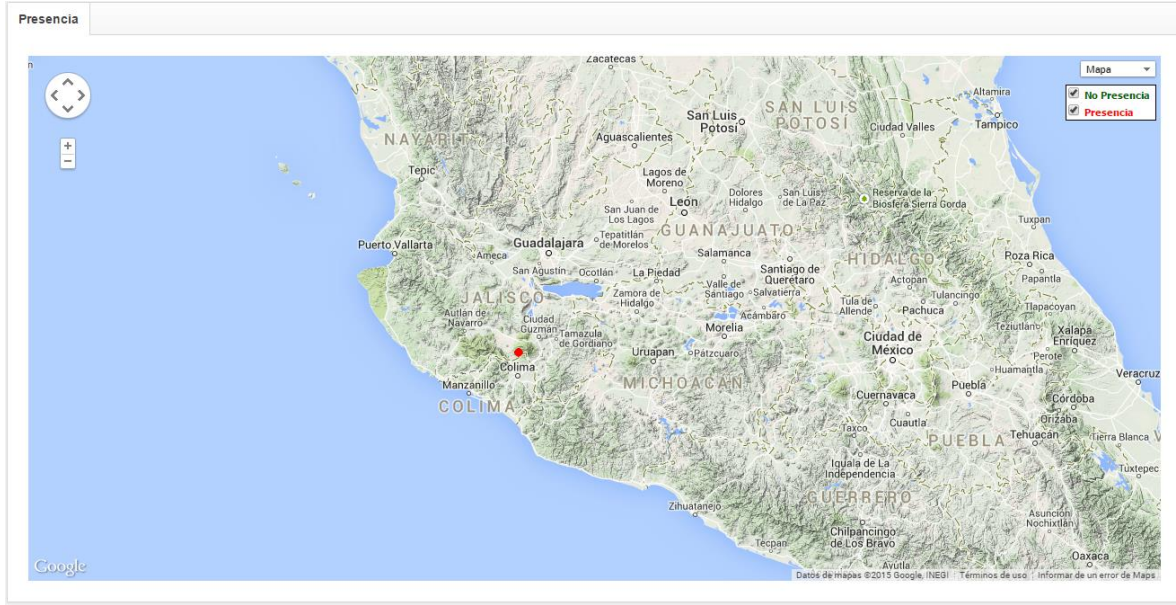 Presencia
n
Zacatecas
Mapa
No Presencia
Presencia
Altamira
Tampico
SAN LUIS
POTOSÍ
San Luis
Potosí
Ciudad Valles
NAYARIT
Aguascalientes
Tepic
Lagos de
Moreno
León
Dolores
Hidalgo
San Luis
de La Paz
Reserva de la
Biosfera Sierra Gorda
San Juan de
Los Lagos
Tuxpan
GUANAJUATO
Puerto Vallarta
Guadalajara
Tepatitlán
de Morelos
Ameca
Salamanca
HIDALGO
Poza Rica
San Agustín
Ocotlán
La Piedad
Santiago de
Querétaro
Actopan
Papantla
JALISCO
Zamora de
Hidalgo
Valle de
Santiago
Salvatierra
Tulancingo
Tula de
Allende
Pachuca
Tlapacoyan
Autlán de
Navarro
Ciudad
Guzmán
Tamazula
de Gordiano
Acámbaro
Morelia
Ciudad de
México
Teziutlán
Xalapa
Enríquez
Uruapan
Pátzcuaro
Perote
Huamantla
Colima
Manzanillo
MICHOACÁN
Cuernavaca
Puebla
Veracruz
COLIMA
Córdoba
Orizaba
Taxco
Cuautla
PUEBLA
Tehuacán
Tierra Blanca
V
Iguala de La
Independencia
Tuxtepec
GUERRERO
Zihuatanejo
Asunción
Nochixtlán
Chilpancingo
de Los Bravo
Tecpan
Oaxaca
Ayutla
Google
Datos de mapas ©2015 Google, INEGI
Términos de uso
Informar de un error de Maps